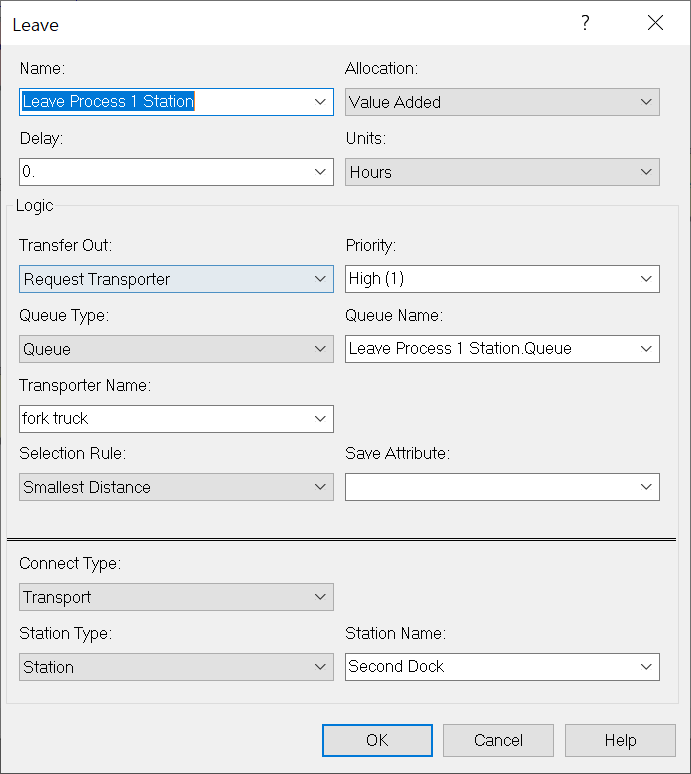 Leave ?
Name: Allocation:
Leave Process 1 Station Value Added
Delay: Units:
0. Hours
Logic
Transfer Out: Priority:
Request Transporter High (1)
Queue Type: Queue Name:
Queue Leave Process 1 Station.Queue
Transporter Name:
fork truck
Selection Rule: Save Attribute:
Smallest Distance
Connect Type:
Transport
Station Type: Station Name:
Station Second Dock
OK Cancel Help